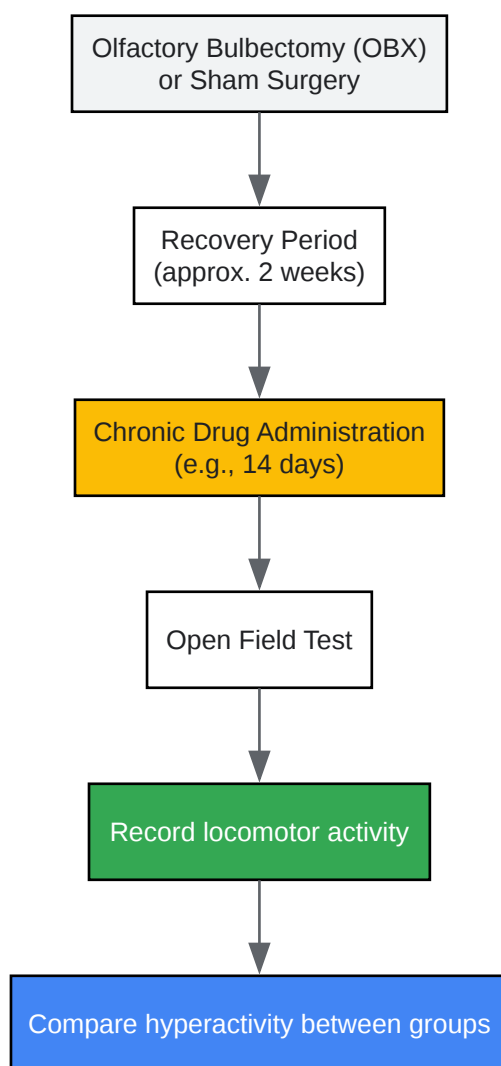 Olfactory Bulbectomy (OBX)
or Sham Surgery
Recovery Period
(approx. 2 weeks)
Chronic Drug Administration
(e.g., 14 days)
Open Field Test
Record locomotor activity
Compare hyperactivity between groups